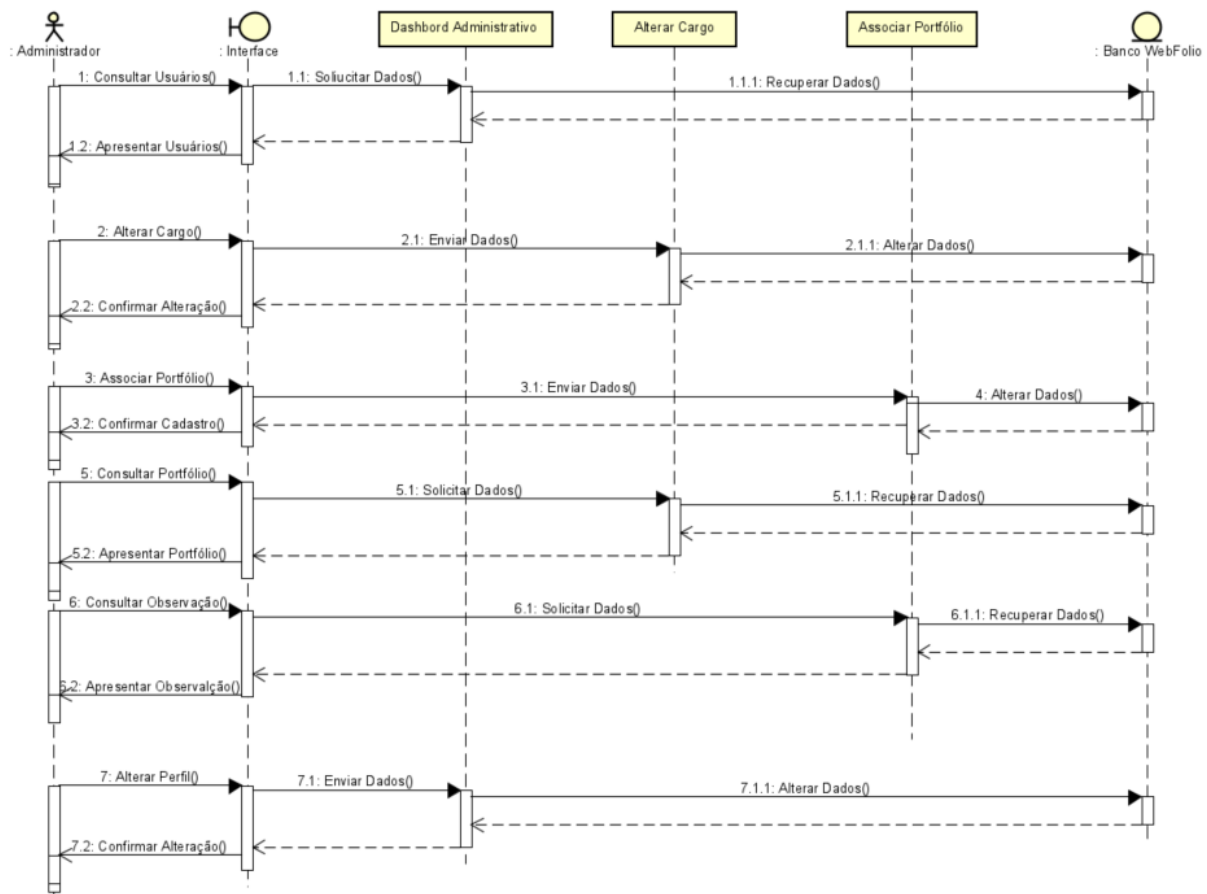 Dashbord Administrativo
Alterar Cargo
Associar Portfólio
: Administrador
: Interface
: Banco WebFolio
1: Consultar Usuários()
1.1: Soliucitar Dados()
1.1.1: Recuperar Dados()
1.2: Apresentar Usuários()
2: Alterar Cargo()
2.1: Enviar Dados()
2.1.1: Alterar Dados()
2.2: Confirmar Alteração()
3: Associar Portfólio()
3.1: Enviar Dados()
4: Alterar Dados()
3.2: Confirmar Cadastro()
5: Consultar Portfólio()
5.1: Solicitar Dados()
5.1.1: Recuperar Dados()
5.2: Apresentar Portfólio()
6: Consultar Observação()
6.1: Solicitar Dados()
6.1.1: Recuperar Dados()
6.2: Apresentar Observalção()
7: Alterar Perfil()
7.1: Enviar Dados()
7.1.1: Alterar Dados()
7.2: Confirmar Alteração()